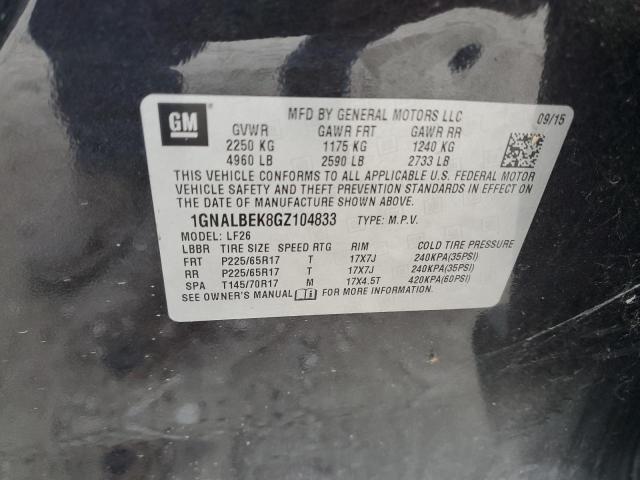 GM
MFD BY GENERAL MOTORS LLC 09/15
GVWR GAWR FRT GAWR RR
2250 KG 1175 KG 1240 KG
4960 LB 2590 LB 2733 LB
THIS VEHICLE CONFORMS TO ALL APPLICABLE U.S. FEDERAL MOTOR
VEHICLE SAFETY AND THEFT PREVENTION STANDARDS IN EFFECT ON
THE DATE OF MANUFACTURE SHOWN ABOVE.
1GNALBEK8GZ104833 TYPE: M.P.V.
MODEL: LF26
LBBR TIRE SIZE SPEED RTG RIM COLD TIRE PRESSURE
FRT P225/65R17 T 17X7J 240KPA(35PSI)
RR P225/65R17 T 17X7J 240KPA(35PSI)
SPA T145/70R17 M 17X4.5T 420KPA(60PSI)
SEE OWNER'S MANUAL i FOR MORE INFORMATION.